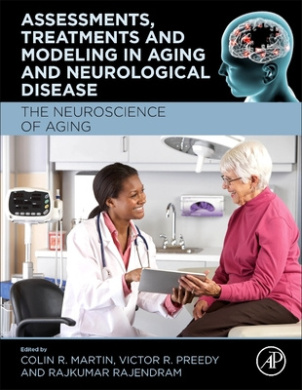 ASSESSMENTS,
TREATMENTS AND
MODELING IN AGING
AND NEUROLOGICAL
DISEASE
THE NEUROSCIENCE
OF AGING
Edited by
COLIN R. MARTIN, VICTOR R. PREEDY
AND RAJKUMAR RAJENDRAM
AP